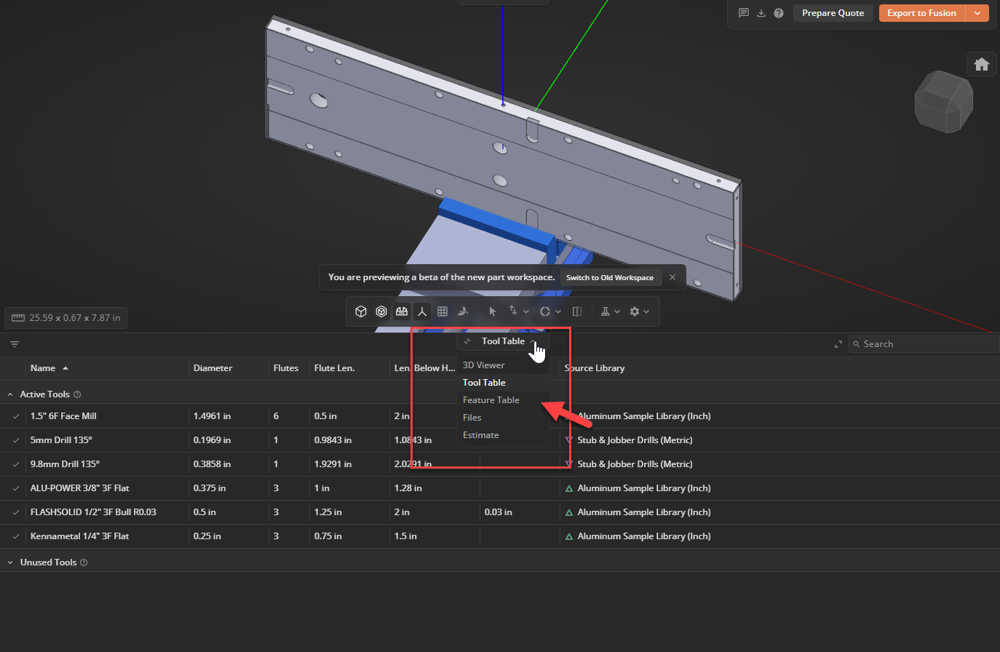 Prepare Quote
Export to Fusion
You are previewing a beta of the new part workspace.
Switch to Old Workspace
25.59 x 0.67 x 7.87 in
Tool Table
Search
3D Viewer
Tool Table
Feature Table
Files
Estimate
Name Diameter Flutes Flute Len. Len. Below H... Source Library
Active Tools
1.5" 6F Face Mill 1.4961 in 6 0.5 in 2 in Aluminum Sample Library (Inch)
5mm Drill 135° 0.1969 in 1 0.9843 in 1.0843 in Stub & Jobber Drills (Metric)
9.8mm Drill 135° 0.3858 in 1 1.9291 in 2.0291 in Stub & Jobber Drills (Metric)
ALU-POWER 3/8" 3F Flat 0.375 in 3 1 in 1.28 in Aluminum Sample Library (Inch)
FLASHSOLID 1/2" 3F Bull R0.03 0.5 in 3 1.25 in 2 in 0.03 in Aluminum Sample Library (Inch)
Kennametal 1/4" 3F Flat 0.25 in 3 0.75 in 1.5 in Aluminum Sample Library (Inch)
Unused Tools